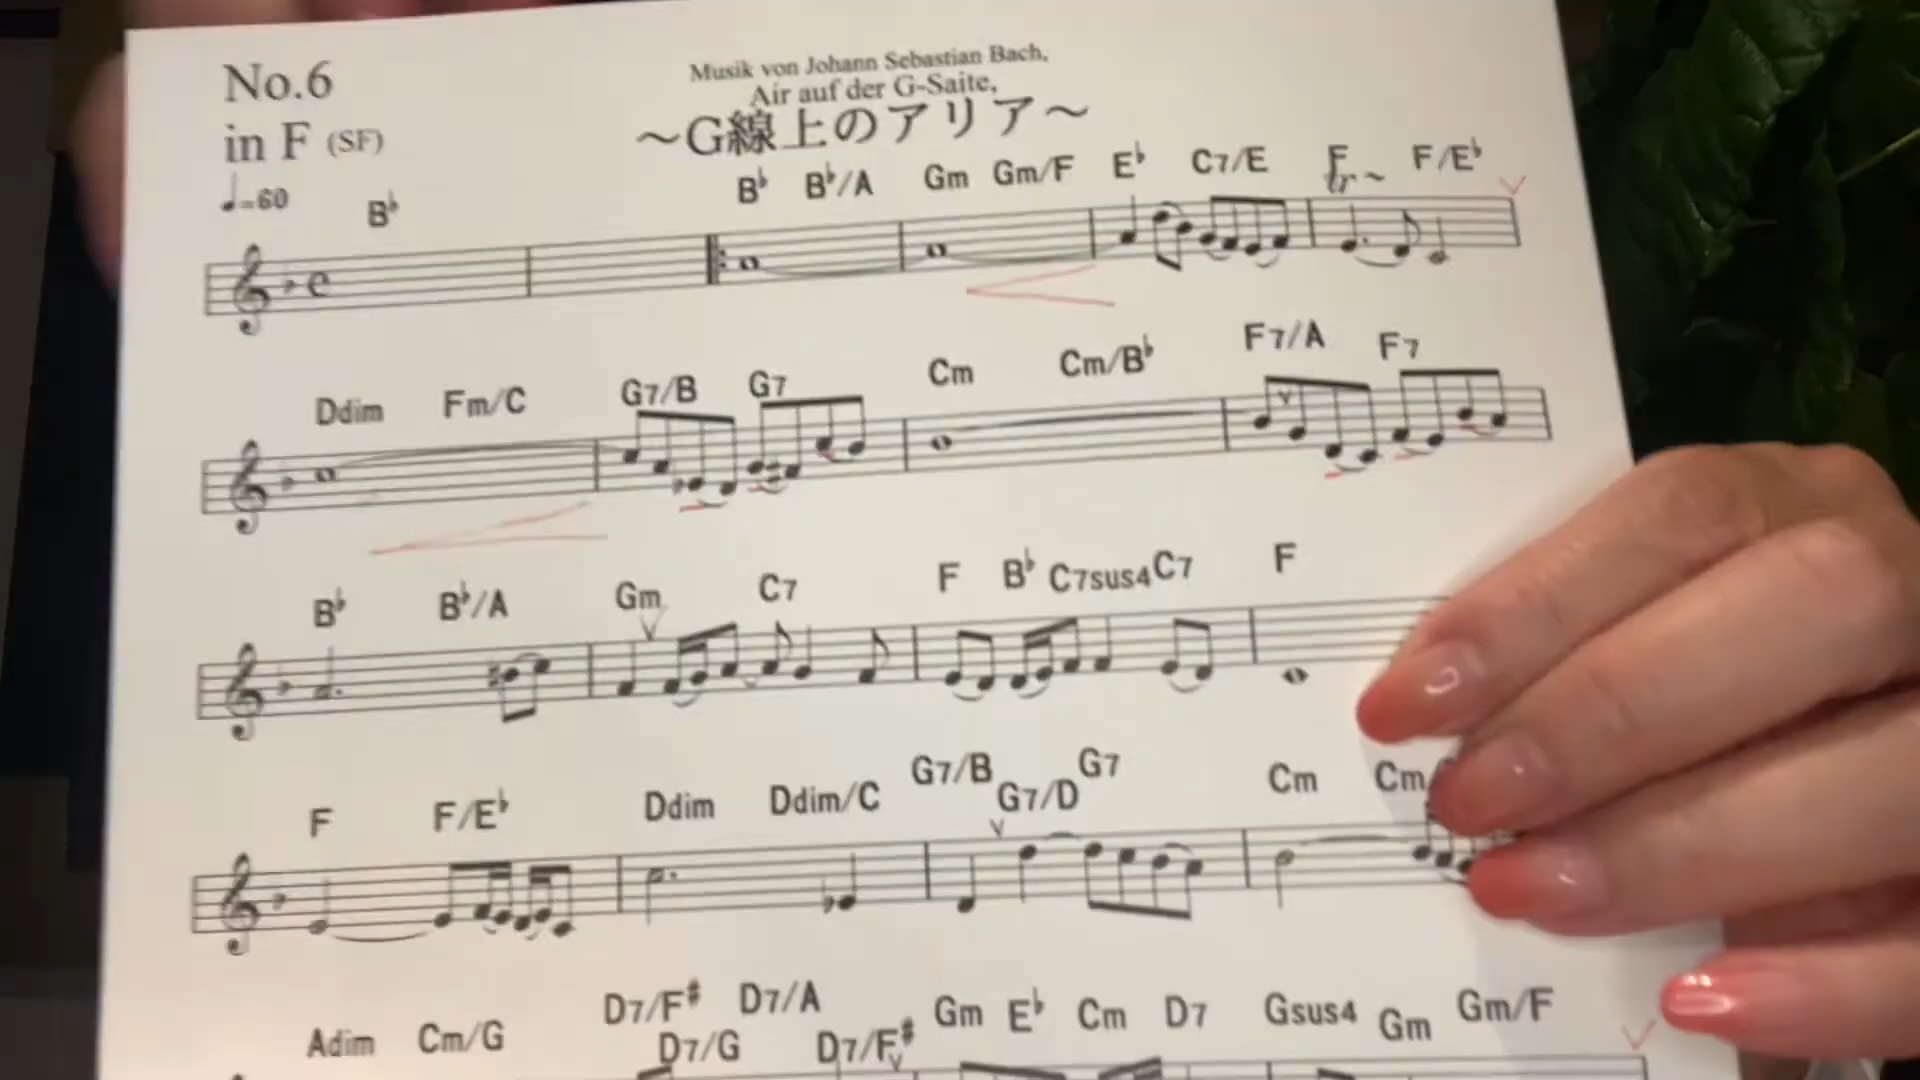 No.6
Musik von Johann Sebastian Bach,
Air auf der G-Saite,
in F (SF)
～G線上のアリア～
♩=60
B♭ B♭ B♭/A Gm Gm/F E♭ C7/E F F/E♭
tr~
Ddim Fm/C G7/B G7 Cm Cm/B♭ F7/A F7
B♭ B♭/A Gm C7 F B♭ C7sus4 C7 F
F F/E♭ Ddim Ddim/C G7/B G7/D G7 Cm Cm/
Adim Cm/G D7/F# D7/A Gm E♭ Cm D7 Gsus4 Gm Gm/F
D7/G D7/F#